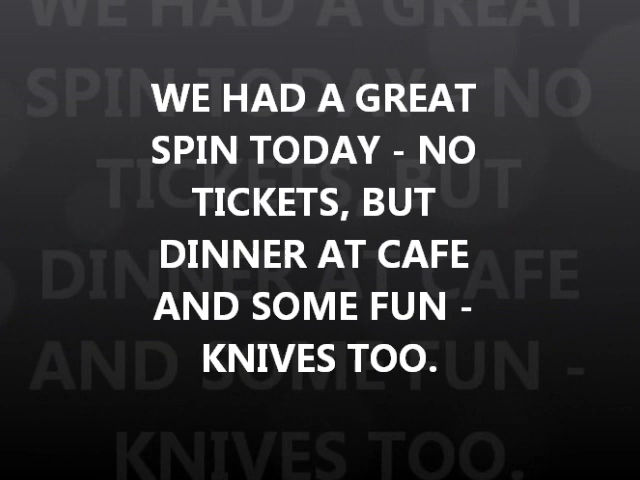 WE HAD A GREAT
SPIN TODAY - NO
TICKETS, BUT
DINNER AT CAFE
AND SOME FUN -
KNIVES TOO.